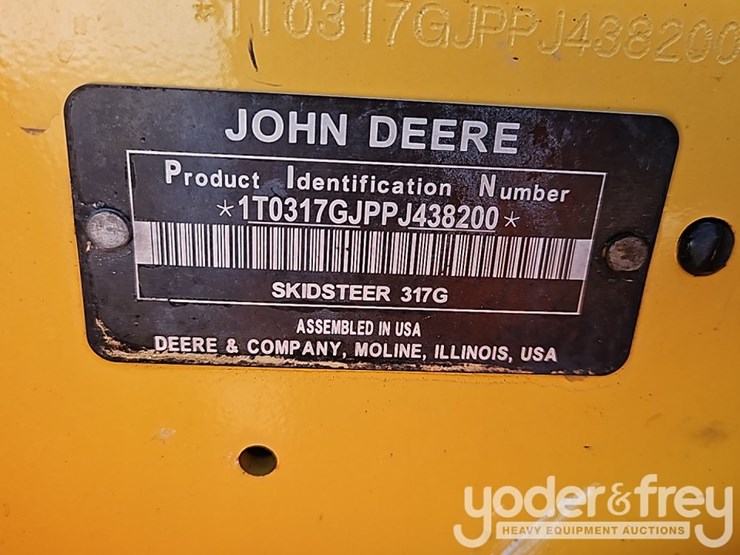 *1T0317GJPPJ438200
JOHN DEERE
Product Identification Number
*1T0317GJPPJ438200*
SKIDSTEER 317G
ASSEMBLED IN USA
DEERE & COMPANY, MOLINE, ILLINOIS, USA
yoder&frey
HEAVY EQUIPMENT AUCTIONS